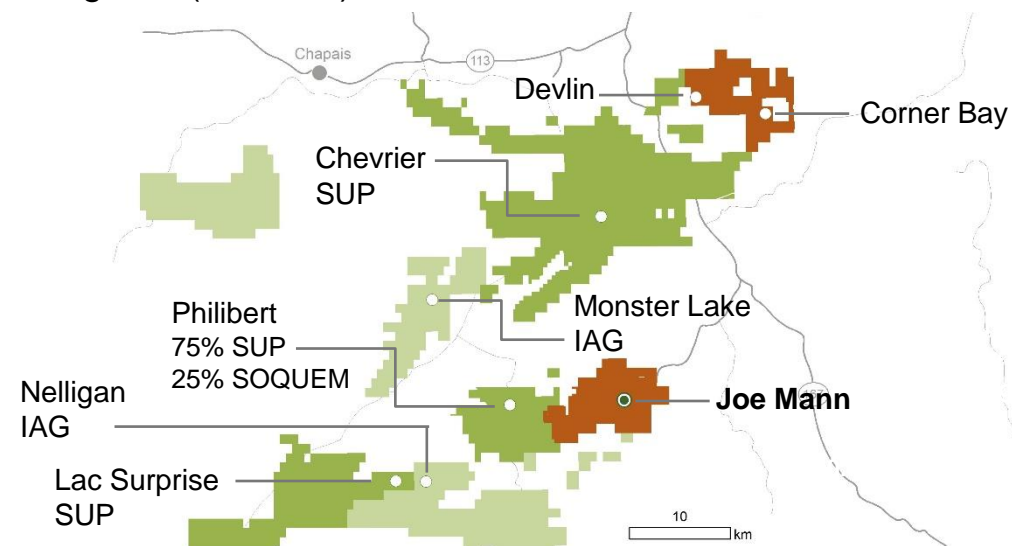 Chapais
113
Devlin
Corner Bay
Chevrier
SUP
Monster Lake
IAG
Philibert
75% SUP
25% SOQUEM
Nelligan
IAG
Joe Mann
Lac Surprise
SUP
10
km